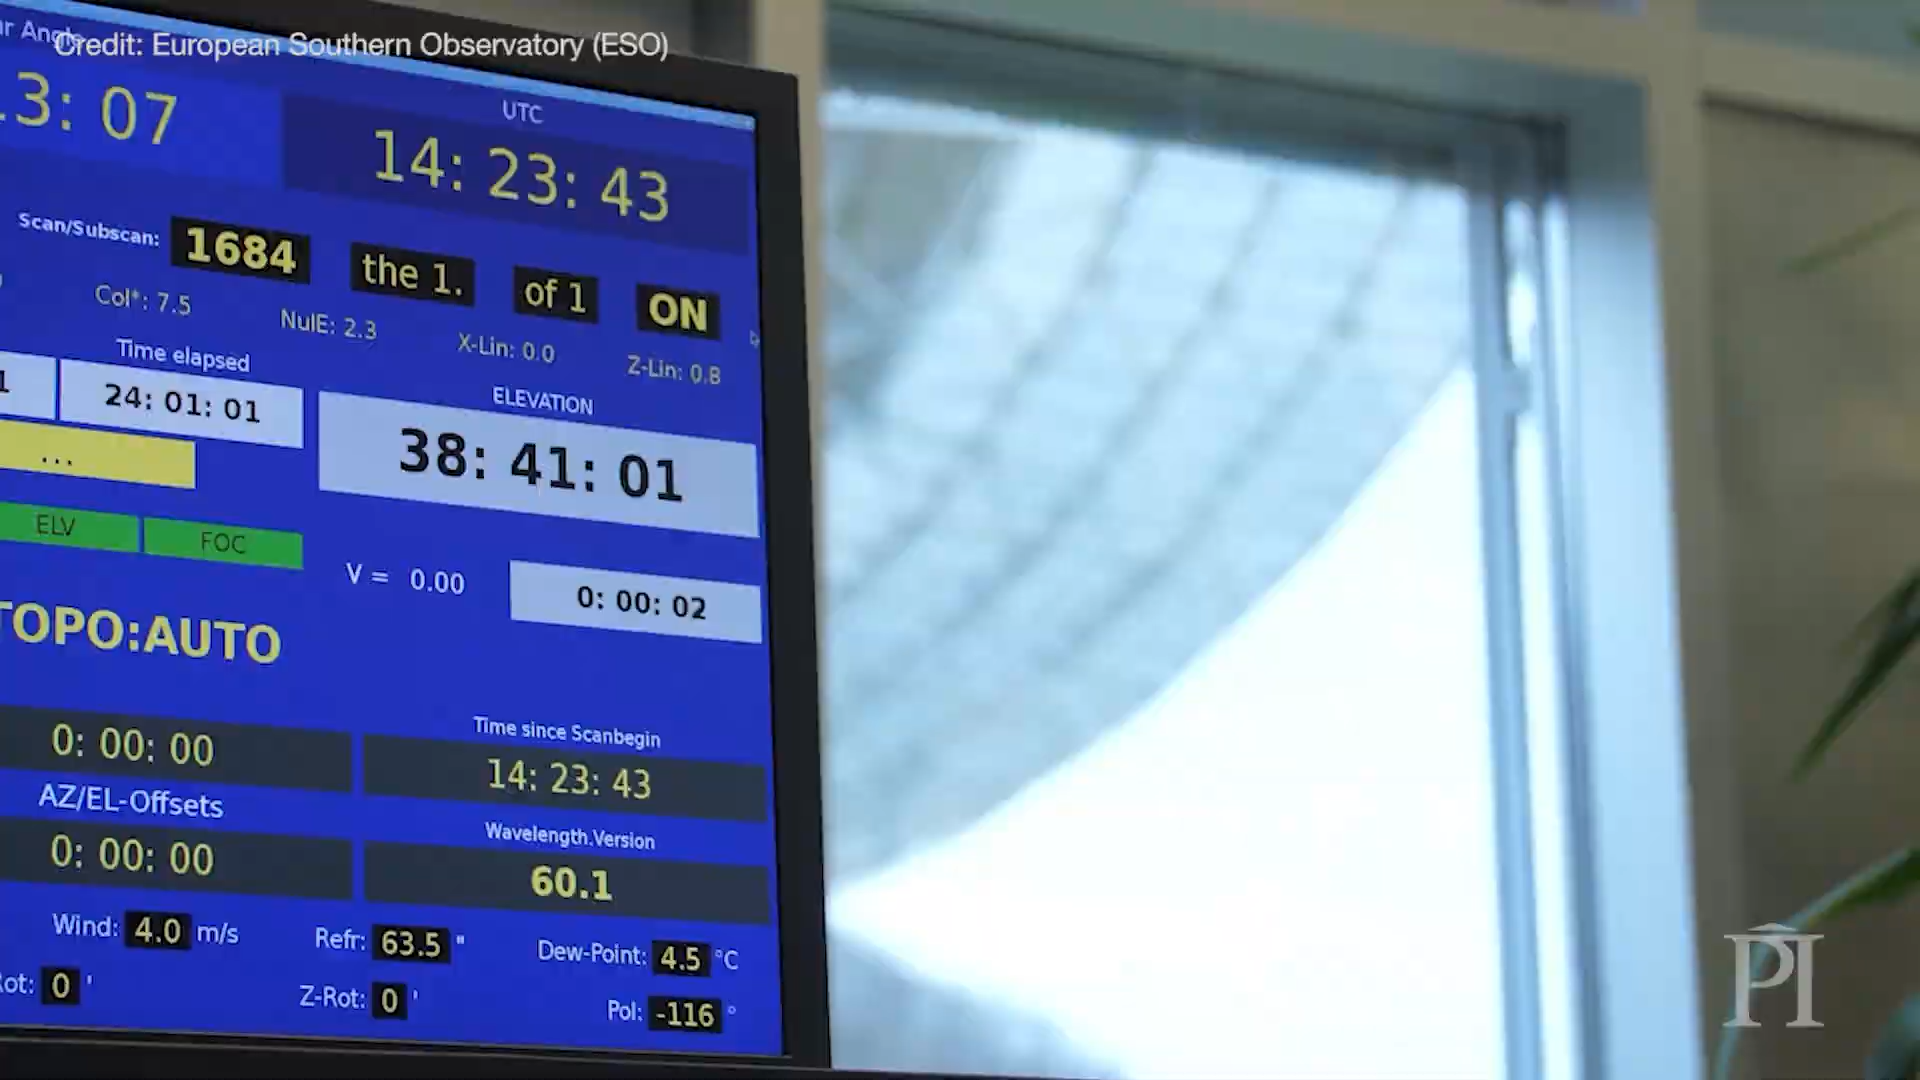 Credit: European Southern Observatory (ESO)
UTC
3: 07
14: 23: 43
Scan/Subscan: 1684 the 1. of 1 ON
Col*: 7.5 NulE: 2.3 X-Lin: 0.0 Z-Lin: 0.8
Time elapsed
ELEVATION
1 24: 01: 01
38: 41: 01
...
ELV FOC
V = 0.00 0: 00: 02
TOPO:AUTO
Time since Scanbegin
0: 00: 00 14: 23: 43
AZ/EL-Offsets Wavelength.Version
0: 00: 00 60.1
Wind: 4.0 m/s Refr: 63.5 " Dew-Point: 4.5 °C
ot: 0 ' Z-Rot: 0 ' Pol: -116 °
PI